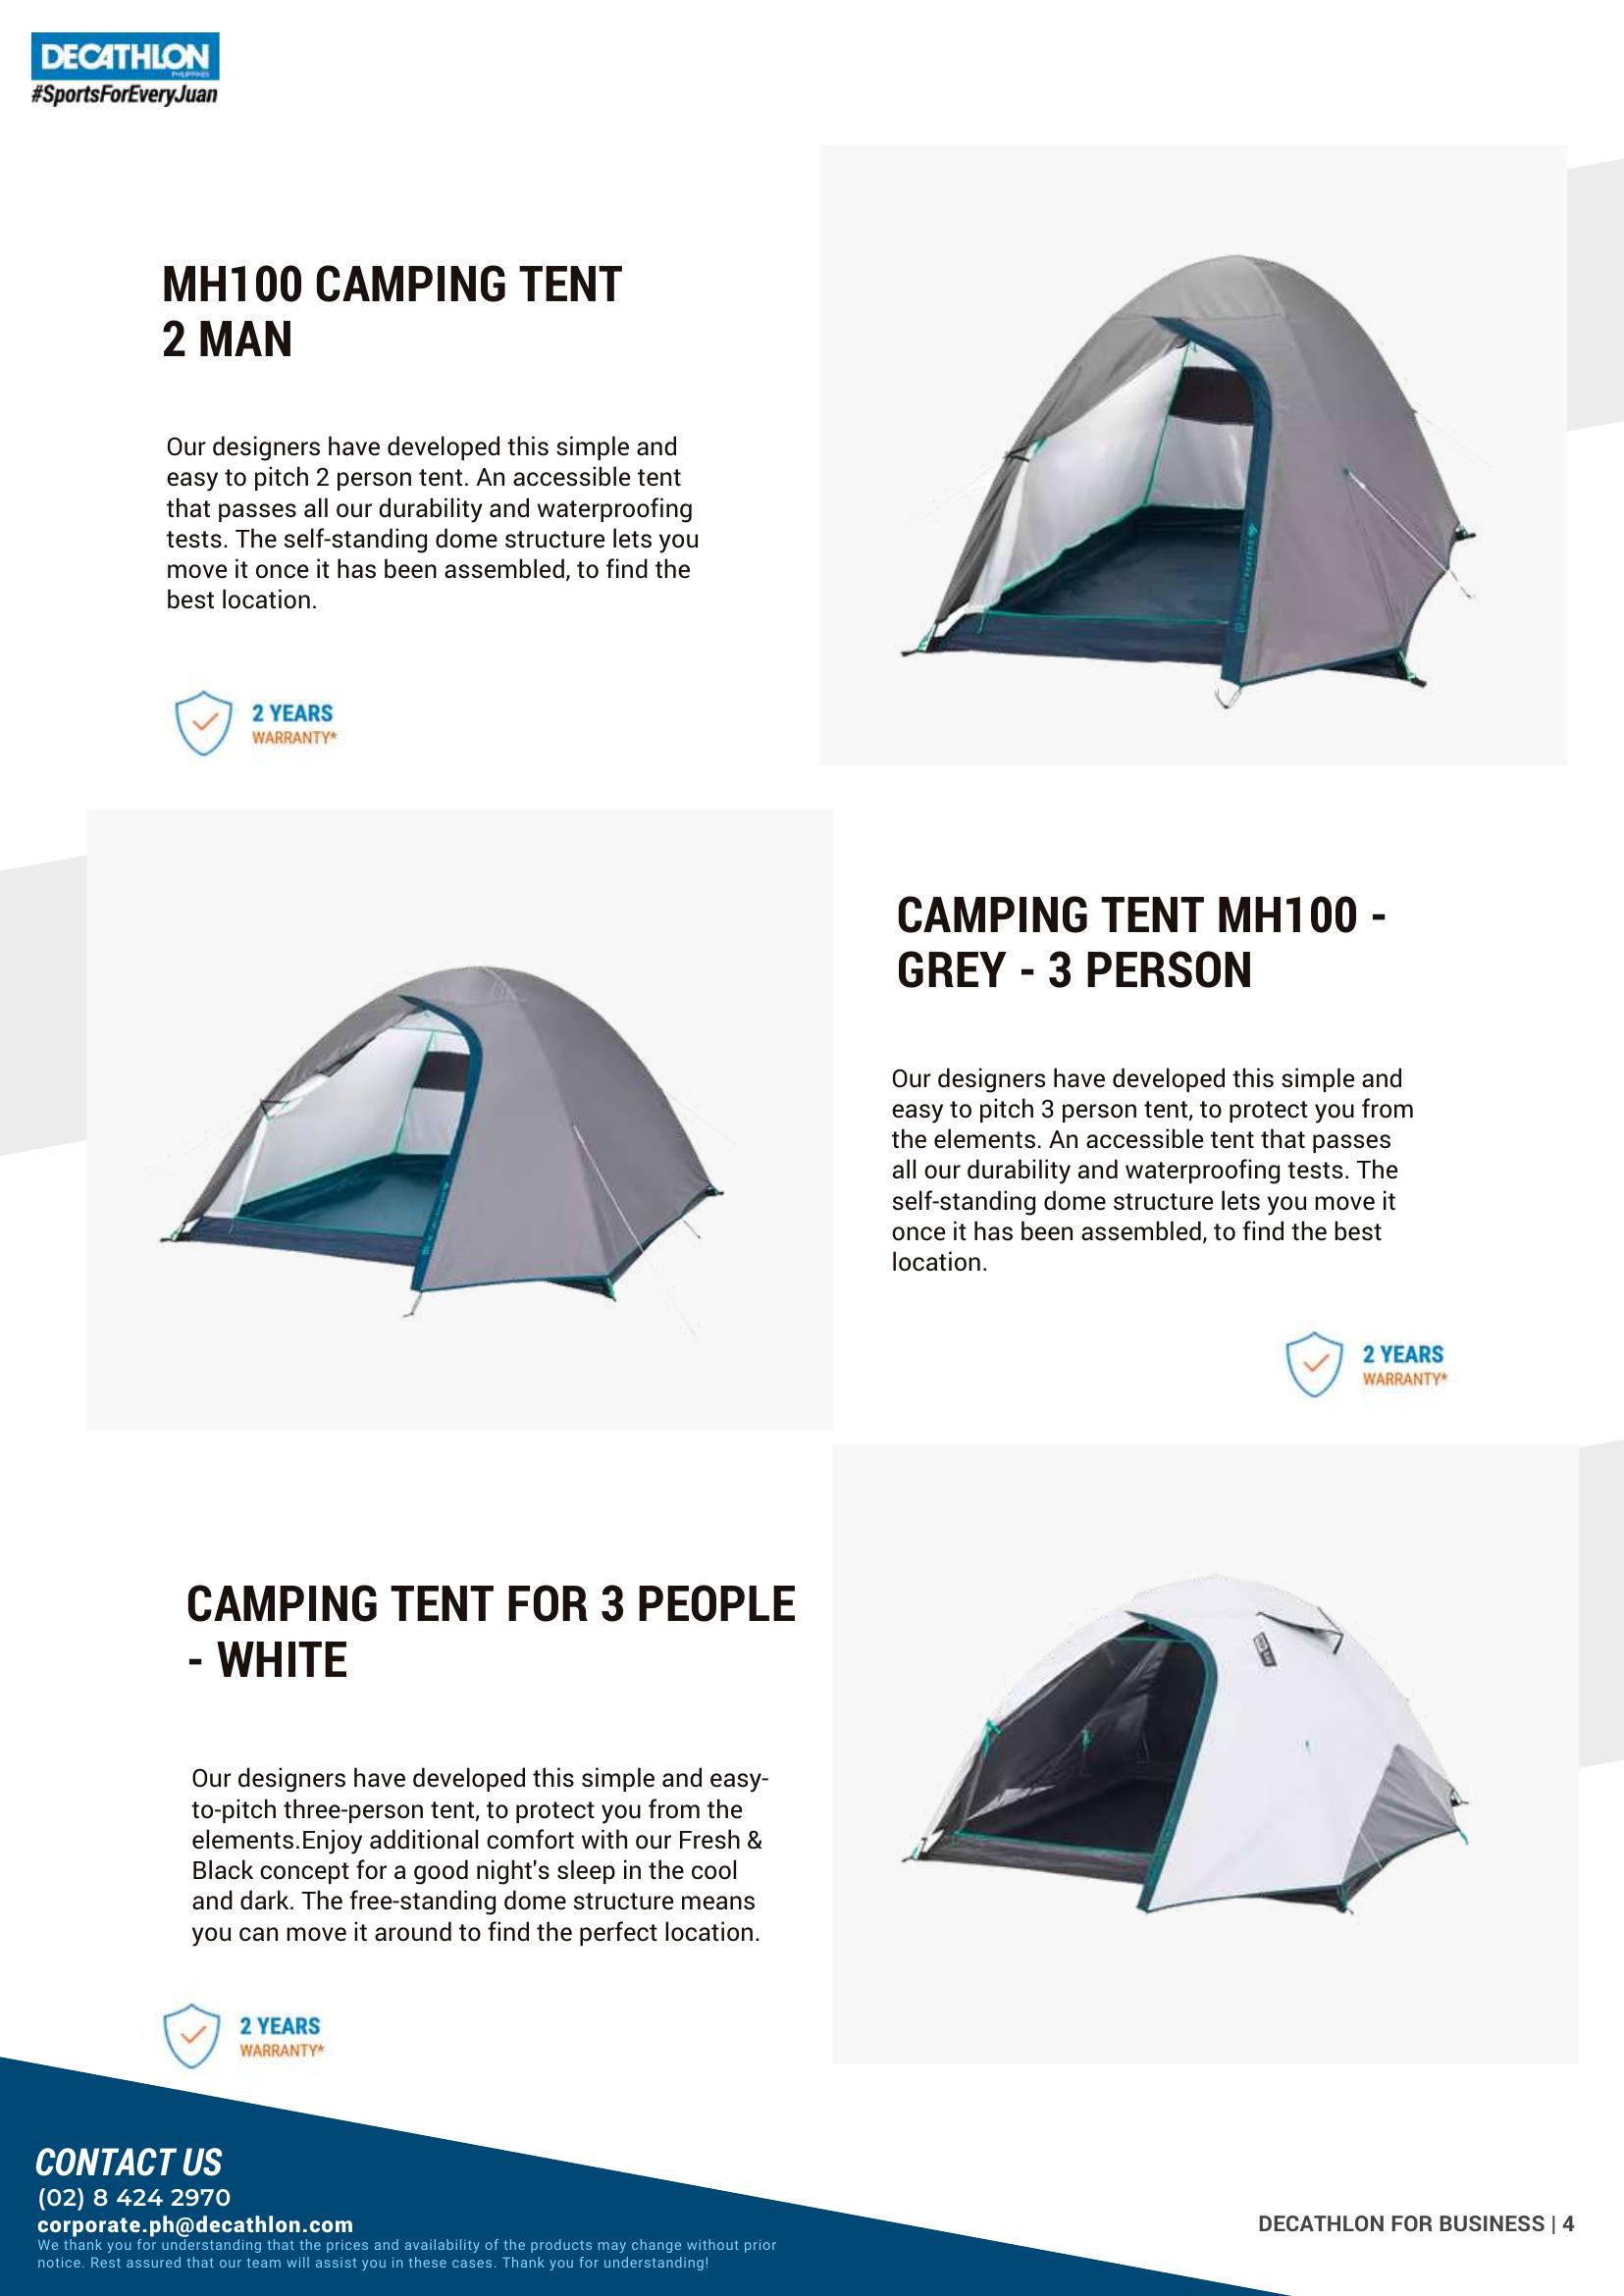 DECATHLON
PHILIPPINES
#SportsForEveryJuan
MH100 CAMPING TENT
2 MAN
Our designers have developed this simple and
easy to pitch 2 person tent. An accessible tent
that passes all our durability and waterproofing
tests. The self-standing dome structure lets you
move it once it has been assembled, to find the
best location.
2 YEARS
WARRANTY*
CAMPING TENT MH100 -
GREY - 3 PERSON
Our designers have developed this simple and
easy to pitch 3 person tent, to protect you from
the elements. An accessible tent that passes
all our durability and waterproofing tests. The
self-standing dome structure lets you move it
once it has been assembled, to find the best
location.
2 YEARS
WARRANTY*
CAMPING TENT FOR 3 PEOPLE
- WHITE
Our designers have developed this simple and easy-
to-pitch three-person tent, to protect you from the
elements.Enjoy additional comfort with our Fresh &
Black concept for a good night's sleep in the cool
and dark. The free-standing dome structure means
you can move it around to find the perfect location.
2 YEARS
WARRANTY*
CONTACT US
(02) 8 424 2970
corporate.ph@decathlon.com
We thank you for understanding that the prices and availability of the products may change without prior
notice. Rest assured that our team will assist you in these cases. Thank you for understanding!
DECATHLON FOR BUSINESS | 4